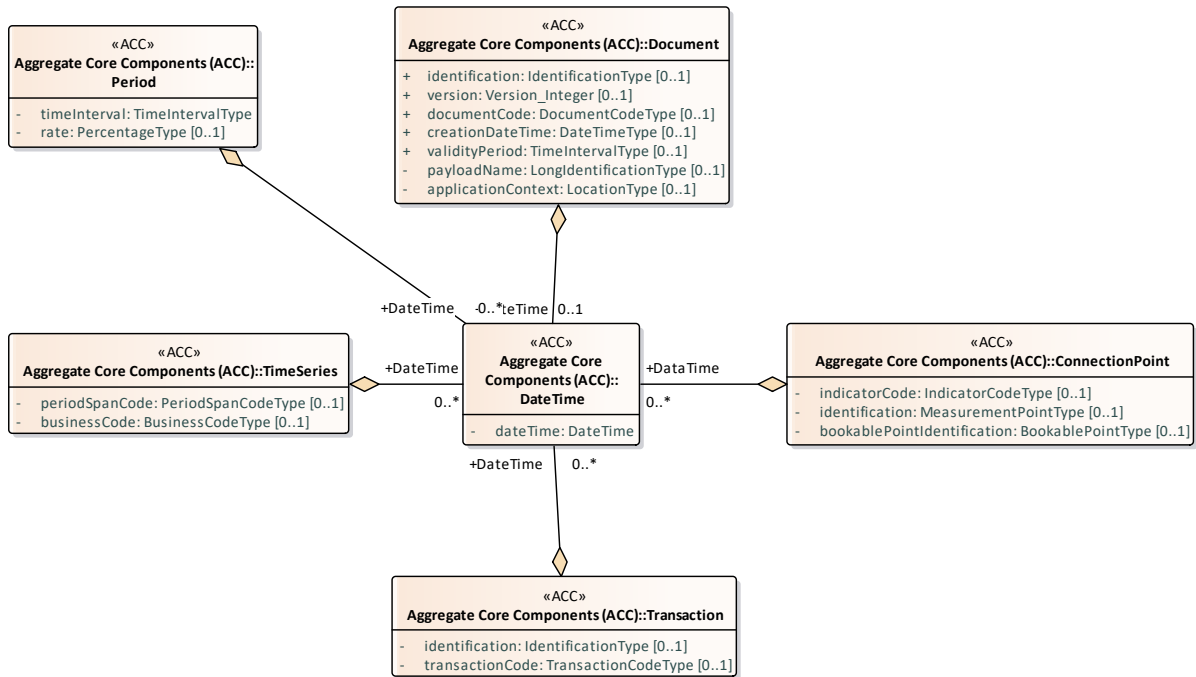 «ACC»
Aggregate Core Components (ACC)::
Period
- timeInterval: TimeIntervalType
- rate: PercentageType [0..1]
«ACC»
Aggregate Core Components (ACC)::Document
+ identification: IdentificationType [0..1]
+ version: Version_Integer [0..1]
+ documentCode: DocumentCodeType [0..1]
+ creationDateTime: DateTimeType [0..1]
+ validityPeriod: TimeIntervalType [0..1]
- payloadName: LongIdentificationType [0..1]
- applicationContext: LocationType [0..1]
+DateTime
0..*
0..1
«ACC»
Aggregate Core Components (ACC)::TimeSeries
- periodSpanCode: PeriodSpanCodeType [0..1]
- businessCode: BusinessCodeType [0..1]
+DateTime
0..*
«ACC»
Aggregate Core
Components (ACC)::
DateTime
- dateTime: DateTime
+DataTime
0..*
«ACC»
Aggregate Core Components (ACC)::ConnectionPoint
- indicatorCode: IndicatorCodeType [0..1]
- identification: MeasurementPointType [0..1]
- bookablePointIdentification: BookablePointType [0..1]
+DateTime
0..*
«ACC»
Aggregate Core Components (ACC)::Transaction
- identification: IdentificationType [0..1]
- transactionCode: TransactionCodeType [0..1]